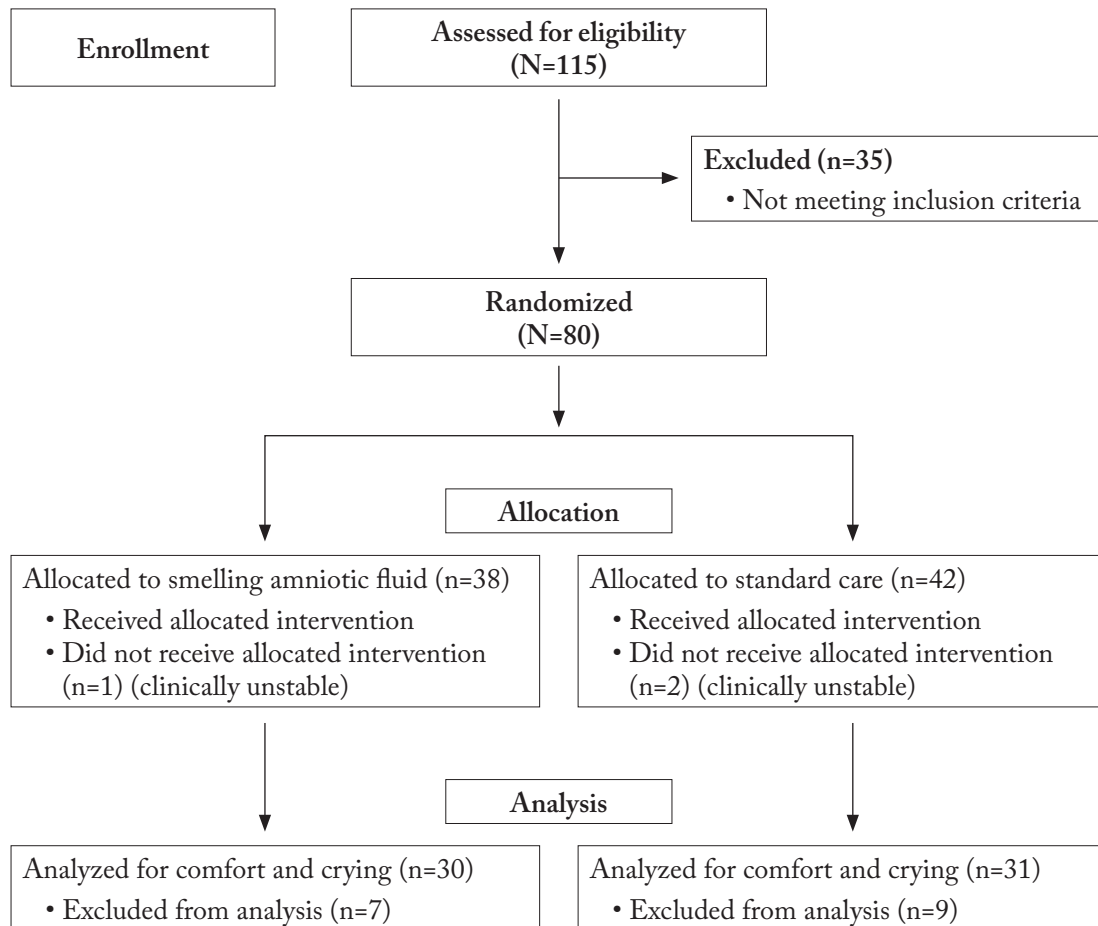 Enrollment
Assessed for eligibility
(N=115)
Excluded (n=35)
• Not meeting inclusion criteria
Randomized
(N=80)
Allocation
Allocated to smelling amniotic fluid (n=38)
• Received allocated intervention
• Did not receive allocated intervention
(n=1) (clinically unstable)
Allocated to standard care (n=42)
• Received allocated intervention
• Did not receive allocated intervention
(n=2) (clinically unstable)
Analysis
Analyzed for comfort and crying (n=30)
• Excluded from analysis (n=7)
Analyzed for comfort and crying (n=31)
• Excluded from analysis (n=9)